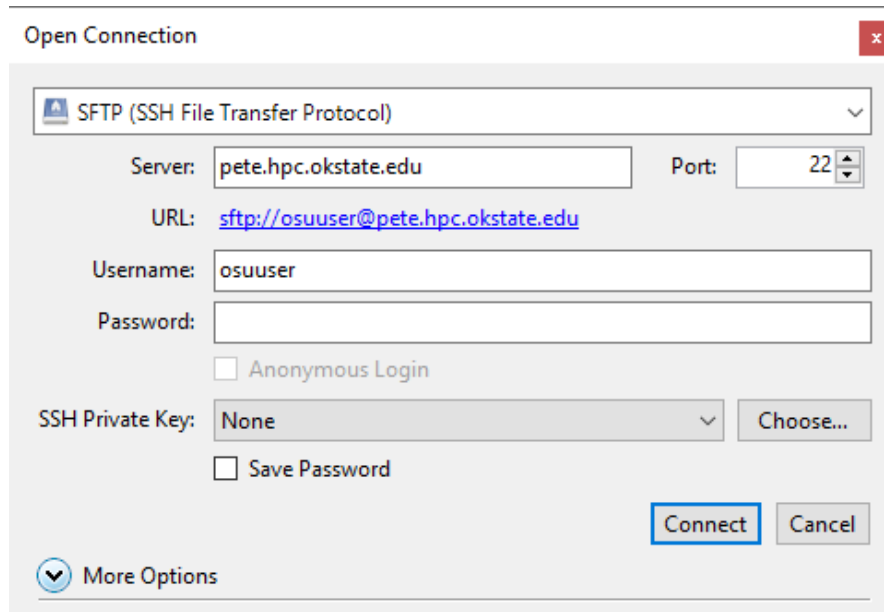 Open Connection
x
SFTP (SSH File Transfer Protocol)
Server: pete.hpc.okstate.edu Port: 22
URL: sftp://osuuser@pete.hpc.okstate.edu
Username: osuuser
Password:
Anonymous Login
SSH Private Key: None Choose...
Save Password
Connect Cancel
More Options